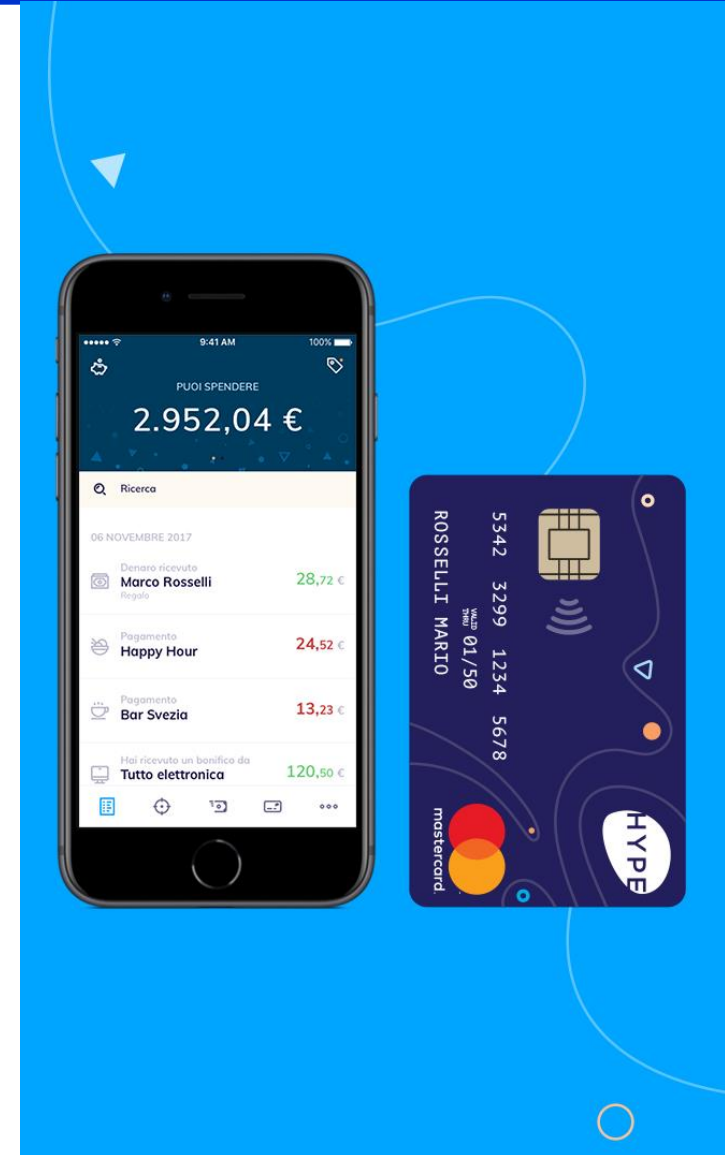 9:41 AM
100%
PUOI SPENDERE
2.952,04 €
Ricerca
06 NOVEMBRE 2017
Denaro ricevuto
Marco Rosselli
Regalo
28,72 €
Pagamento
Happy Hour
24,52 €
Pagamento
Bar Svezia
13,23 €
Hai ricevuto un bonifico da
Tutto elettronica
120,50 €
5342 3299 1234 5678
VALID
THRU 01/50
ROSSELLI MARIO
HYPE
mastercard.